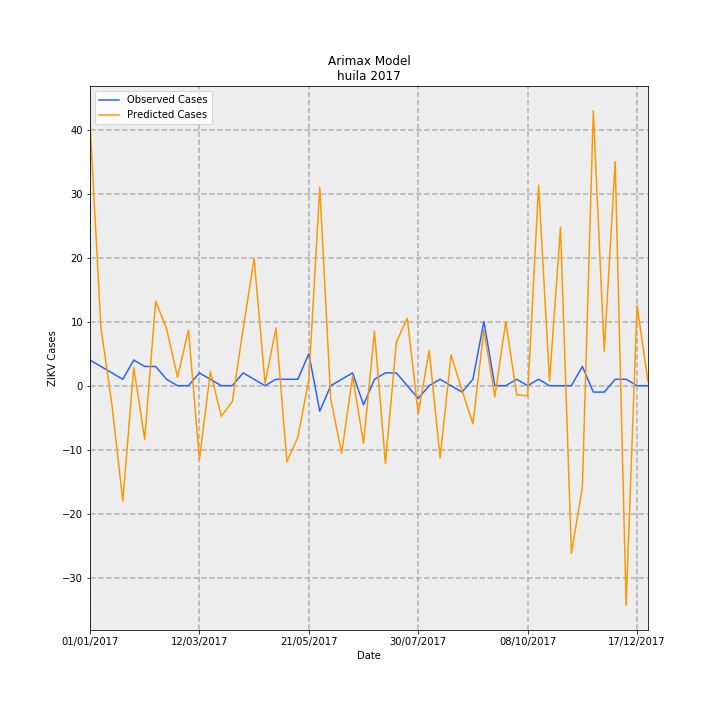 Arimax Model
huila 2017
Observed Cases
Predicted Cases
ZIKV Cases
40
30
20
10
0
−10
−20
−30
01/01/2017
12/03/2017
21/05/2017
30/07/2017
08/10/2017
17/12/2017
Date